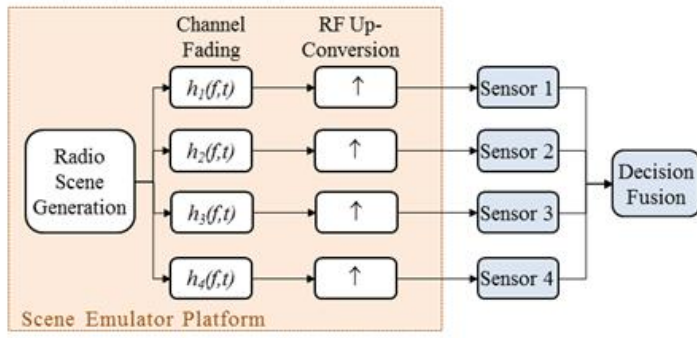 Channel
Fading
RF Up-
Conversion
h₁(f,t)
↑
Sensor 1
h₂(f,t)
↑
Sensor 2
Radio
Scene
Generation
Decision
Fusion
h₃(f,t)
↑
Sensor 3
h₄(f,t)
↑
Sensor 4
Scene Emulator Platform